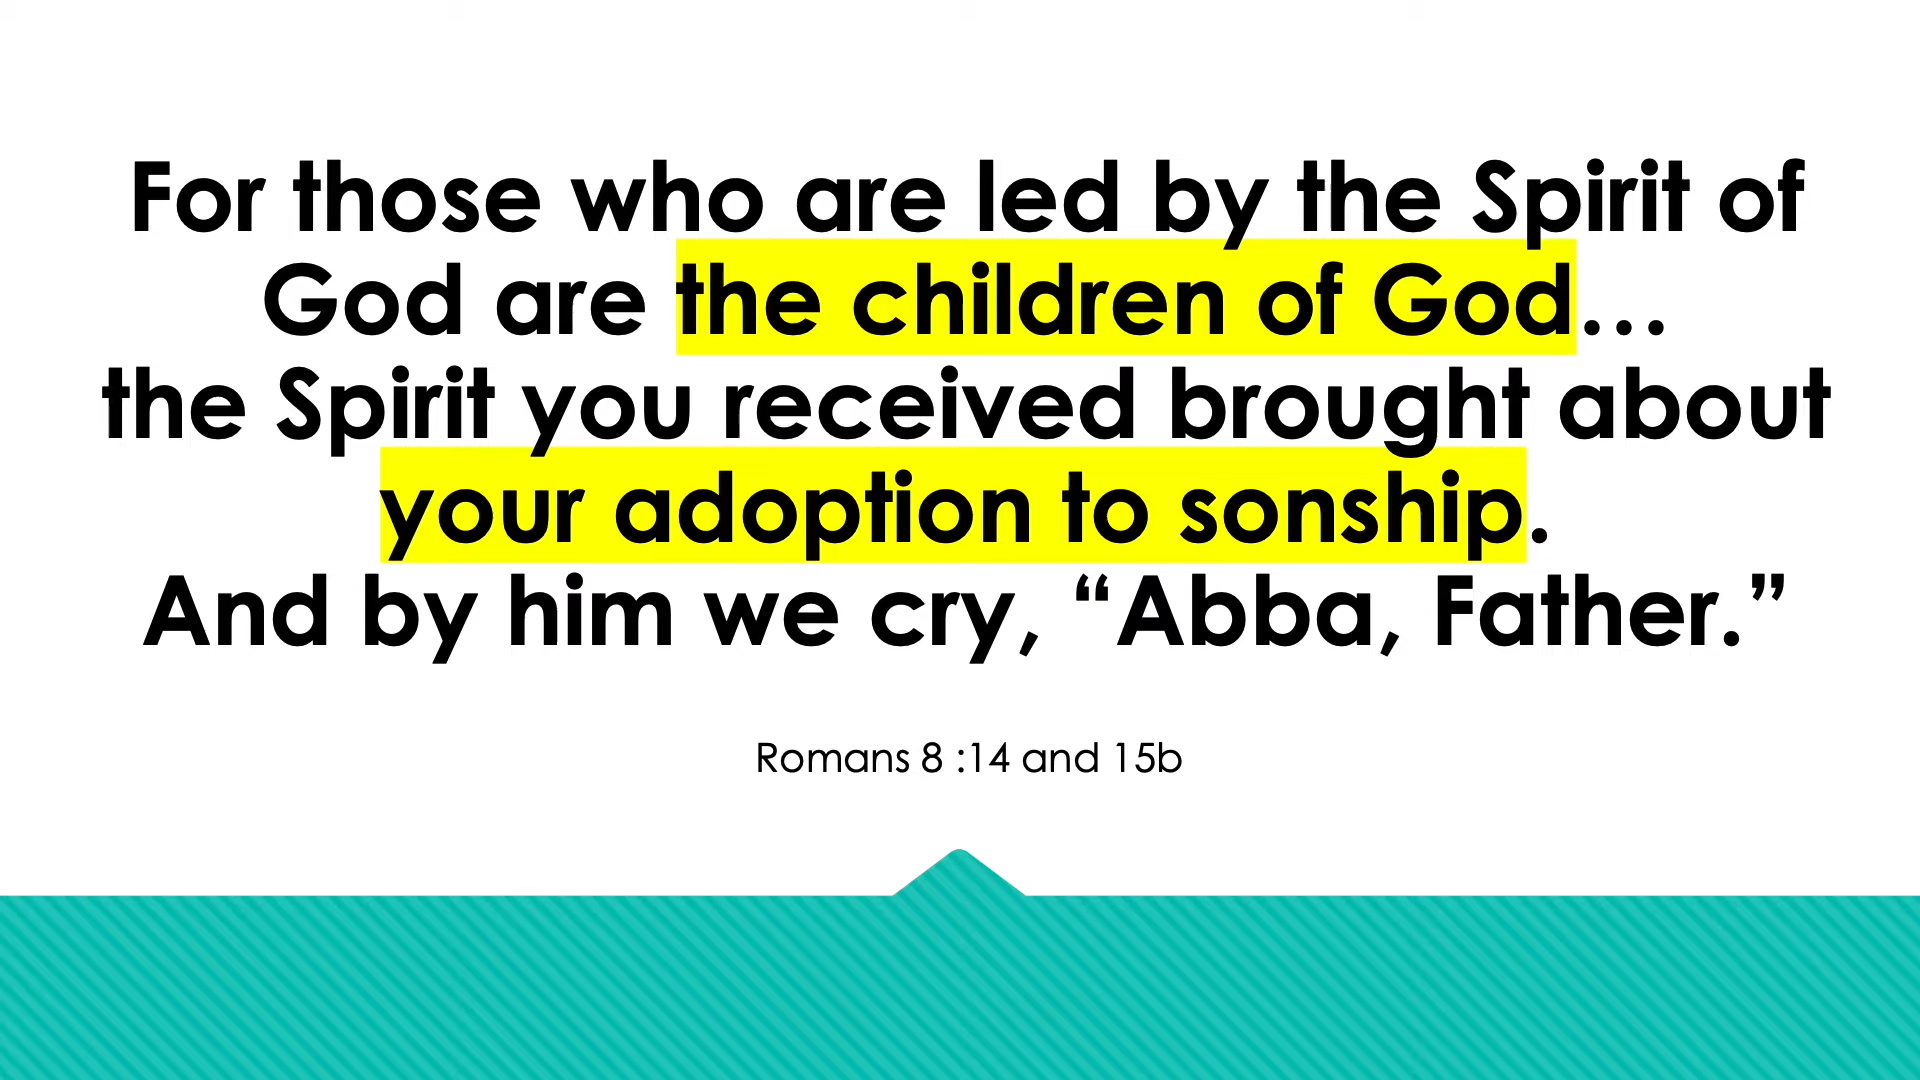 For those who are led by the Spirit of
God are the children of God…
the Spirit you received brought about
your adoption to sonship.
And by him we cry, “Abba, Father.”
Romans 8 :14 and 15b